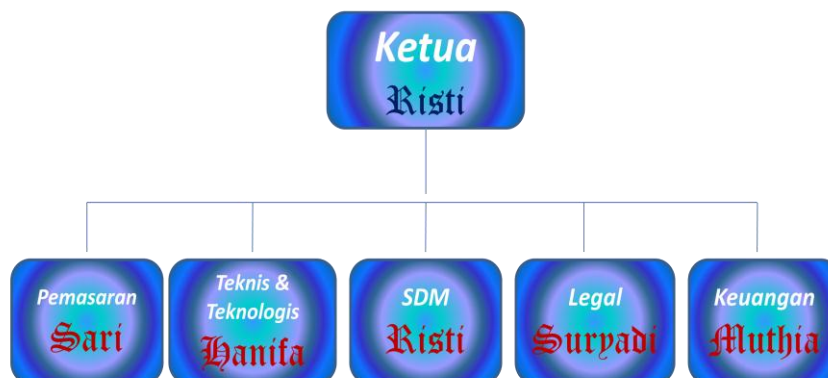 Ketua
Risti
Pemasaran
Sari
Teknis &
Teknologis
Hanifa
SDM
Risti
Legal
Suryadi
Keuangan
Muthia